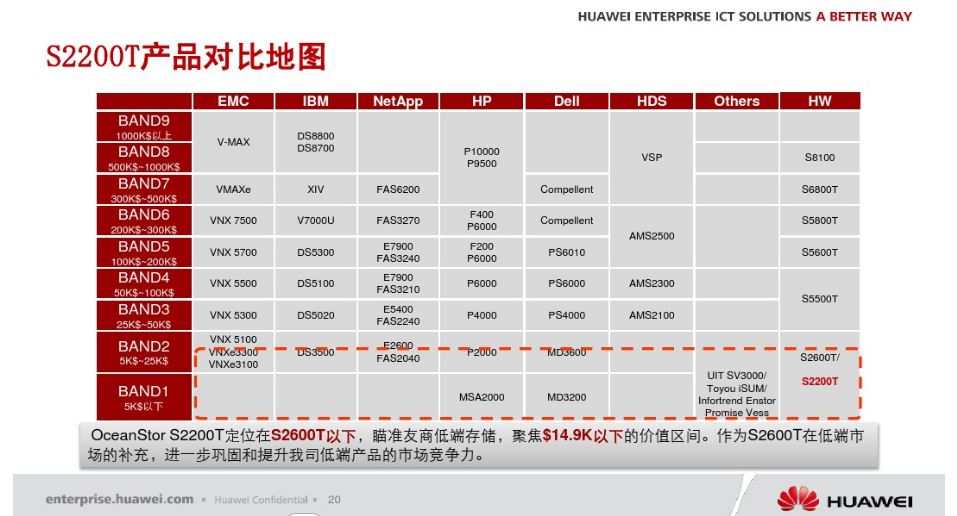 HUAWEI ENTERPRISE ICT SOLUTIONS A BETTER WAY
S2200T产品对比地图
EMC IBM NetApp HP Dell HDS Others HW
BAND9
1000K$以上
V-MAX
DS8800
DS8700
P10000
P9500
VSP
BAND8
500K$~1000K$
S8100
BAND7
300K$~500K$
VMAXe XIV FAS6200 Compellent S6800T
BAND6
200K$~300K$
VNX 7500 V7000U FAS3270
F400
P6000
Compellent
AMS2500
S5800T
BAND5
100K$~200K$
VNX 5700 DS5300
E7900
FAS3240
F200
P6000
PS6010 S5600T
BAND4
50K$~100K$
VNX 5500 DS5100
E7900
FAS3210
P6000 PS6000 AMS2300
S5500T
BAND3
25K$~50K$
VNX 5300 DS5020
E5400
FAS2240
P4000 PS4000 AMS2100
BAND2
5K$~25K$
VNX 5100
VNXe3300
VNXe3100
DS3500
E2600
FAS2040
P2000 MD3600
S2600T/
S2200T
BAND1
5K$以下
MSA2000 MD3200
UIT SV3000/
Toyou iSUM/
Infortrend Enstor
Promise Vess
OceanStor S2200T定位在S2600T以下，瞄准友商低端存储，聚焦$14.9K以下的价值区间。作为S2600T在低端市
场的补充，进一步巩固和提升我司低端产品的市场竞争力。
enterprise.huawei.com ▪ Huawei Confidential ▪ 20
HUAWEI